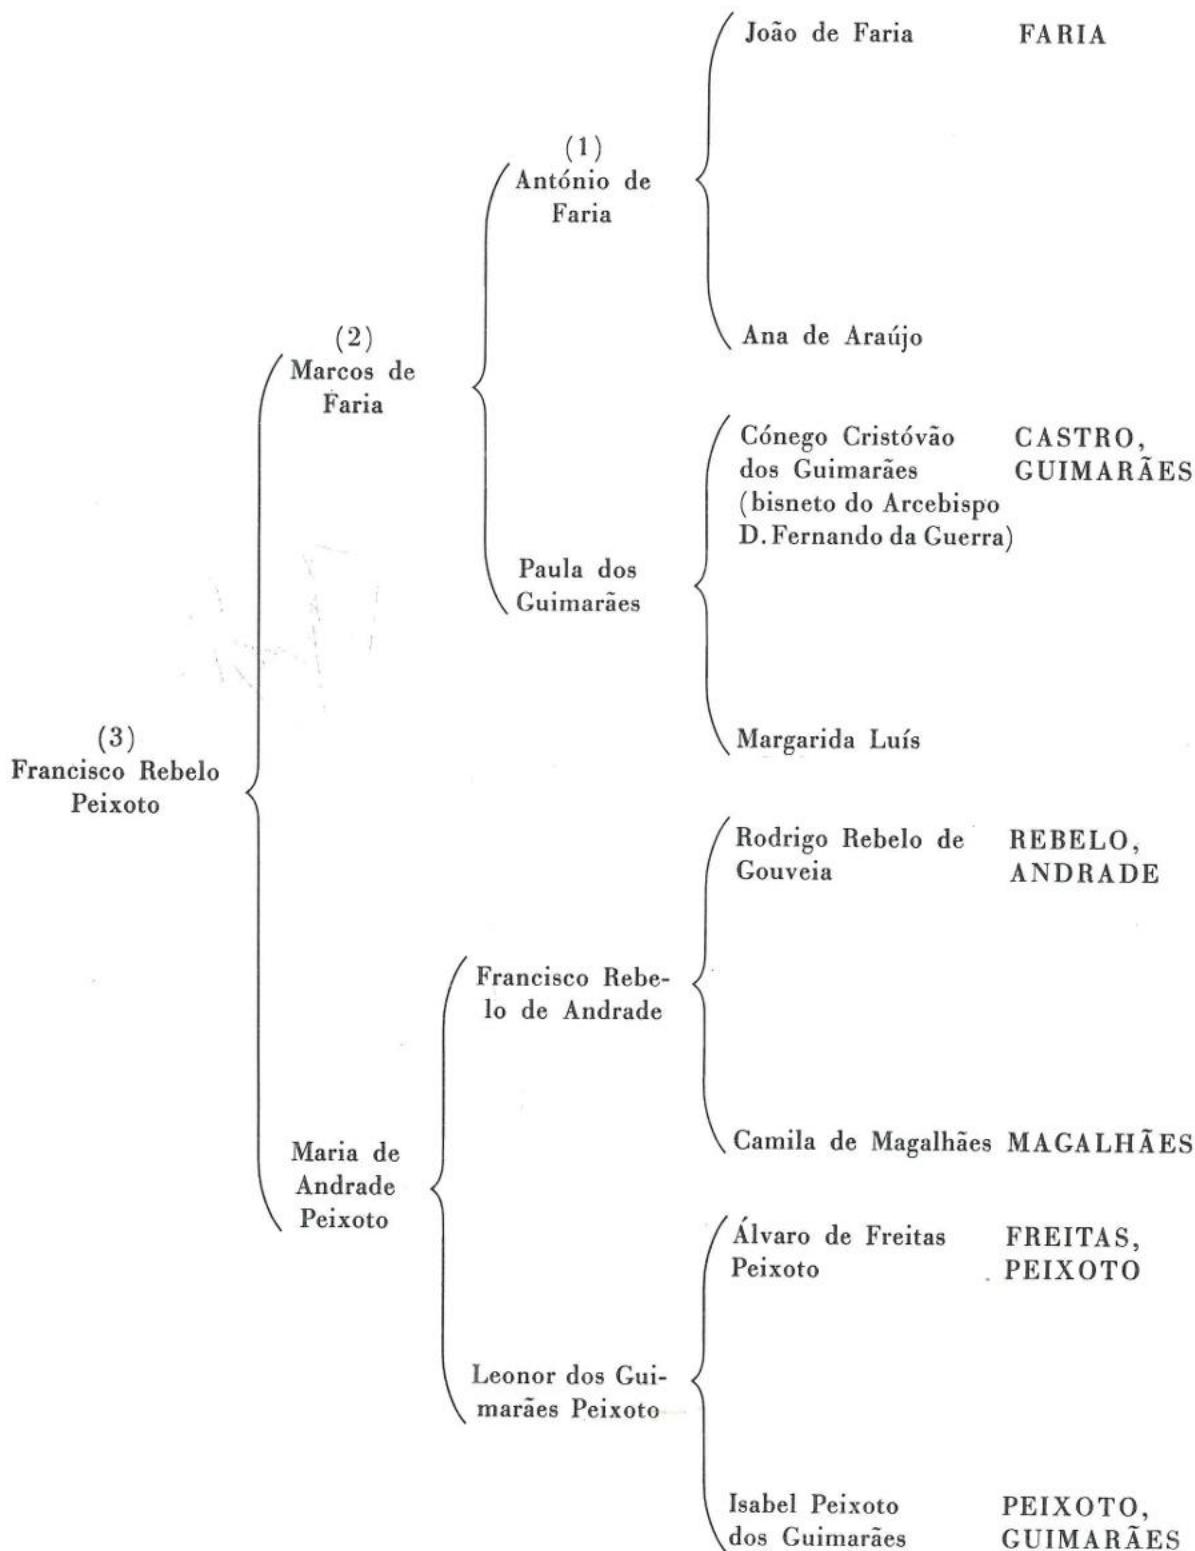 João de Faria FARIA
(1)
António de
Faria
Ana de Araújo
(2)
Marcos de
Faria
Cónego Cristóvão CASTRO,
dos Guimarães GUIMARÃES
(bisneto do Arcebispo
D. Fernando da Guerra)
Paula dos
Guimarães
Margarida Luís
(3)
Francisco Rebelo
Peixoto
Rodrigo Rebelo de REBELO,
Gouveia ANDRADE
Francisco Rebe-
lo de Andrade
Camila de Magalhães MAGALHÃES
Maria de
Andrade
Peixoto
Álvaro de Freitas FREITAS,
Peixoto PEIXOTO
Leonor dos Gui-
marães Peixoto
Isabel Peixoto PEIXOTO,
dos Guimarães GUIMARÃES